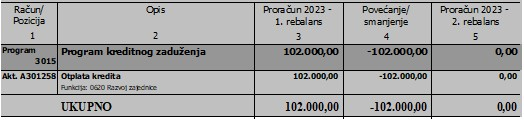 Račun/ Pozicija Opis Proračun 2023 - 1. rebalans Povećanje/ smanjenje Proračun 2023 - 2. rebalans
1 2 3 4 5
Program 3015 Program kreditnog zaduženja 102.000,00 -102.000,00 0,00
Akt. A301258 Otplata kredita 102.000,00 -102.000,00 0,00
Funkcija: 0620 Razvoj zajednice
UKUPNO 102.000,00 -102.000,00 0,00